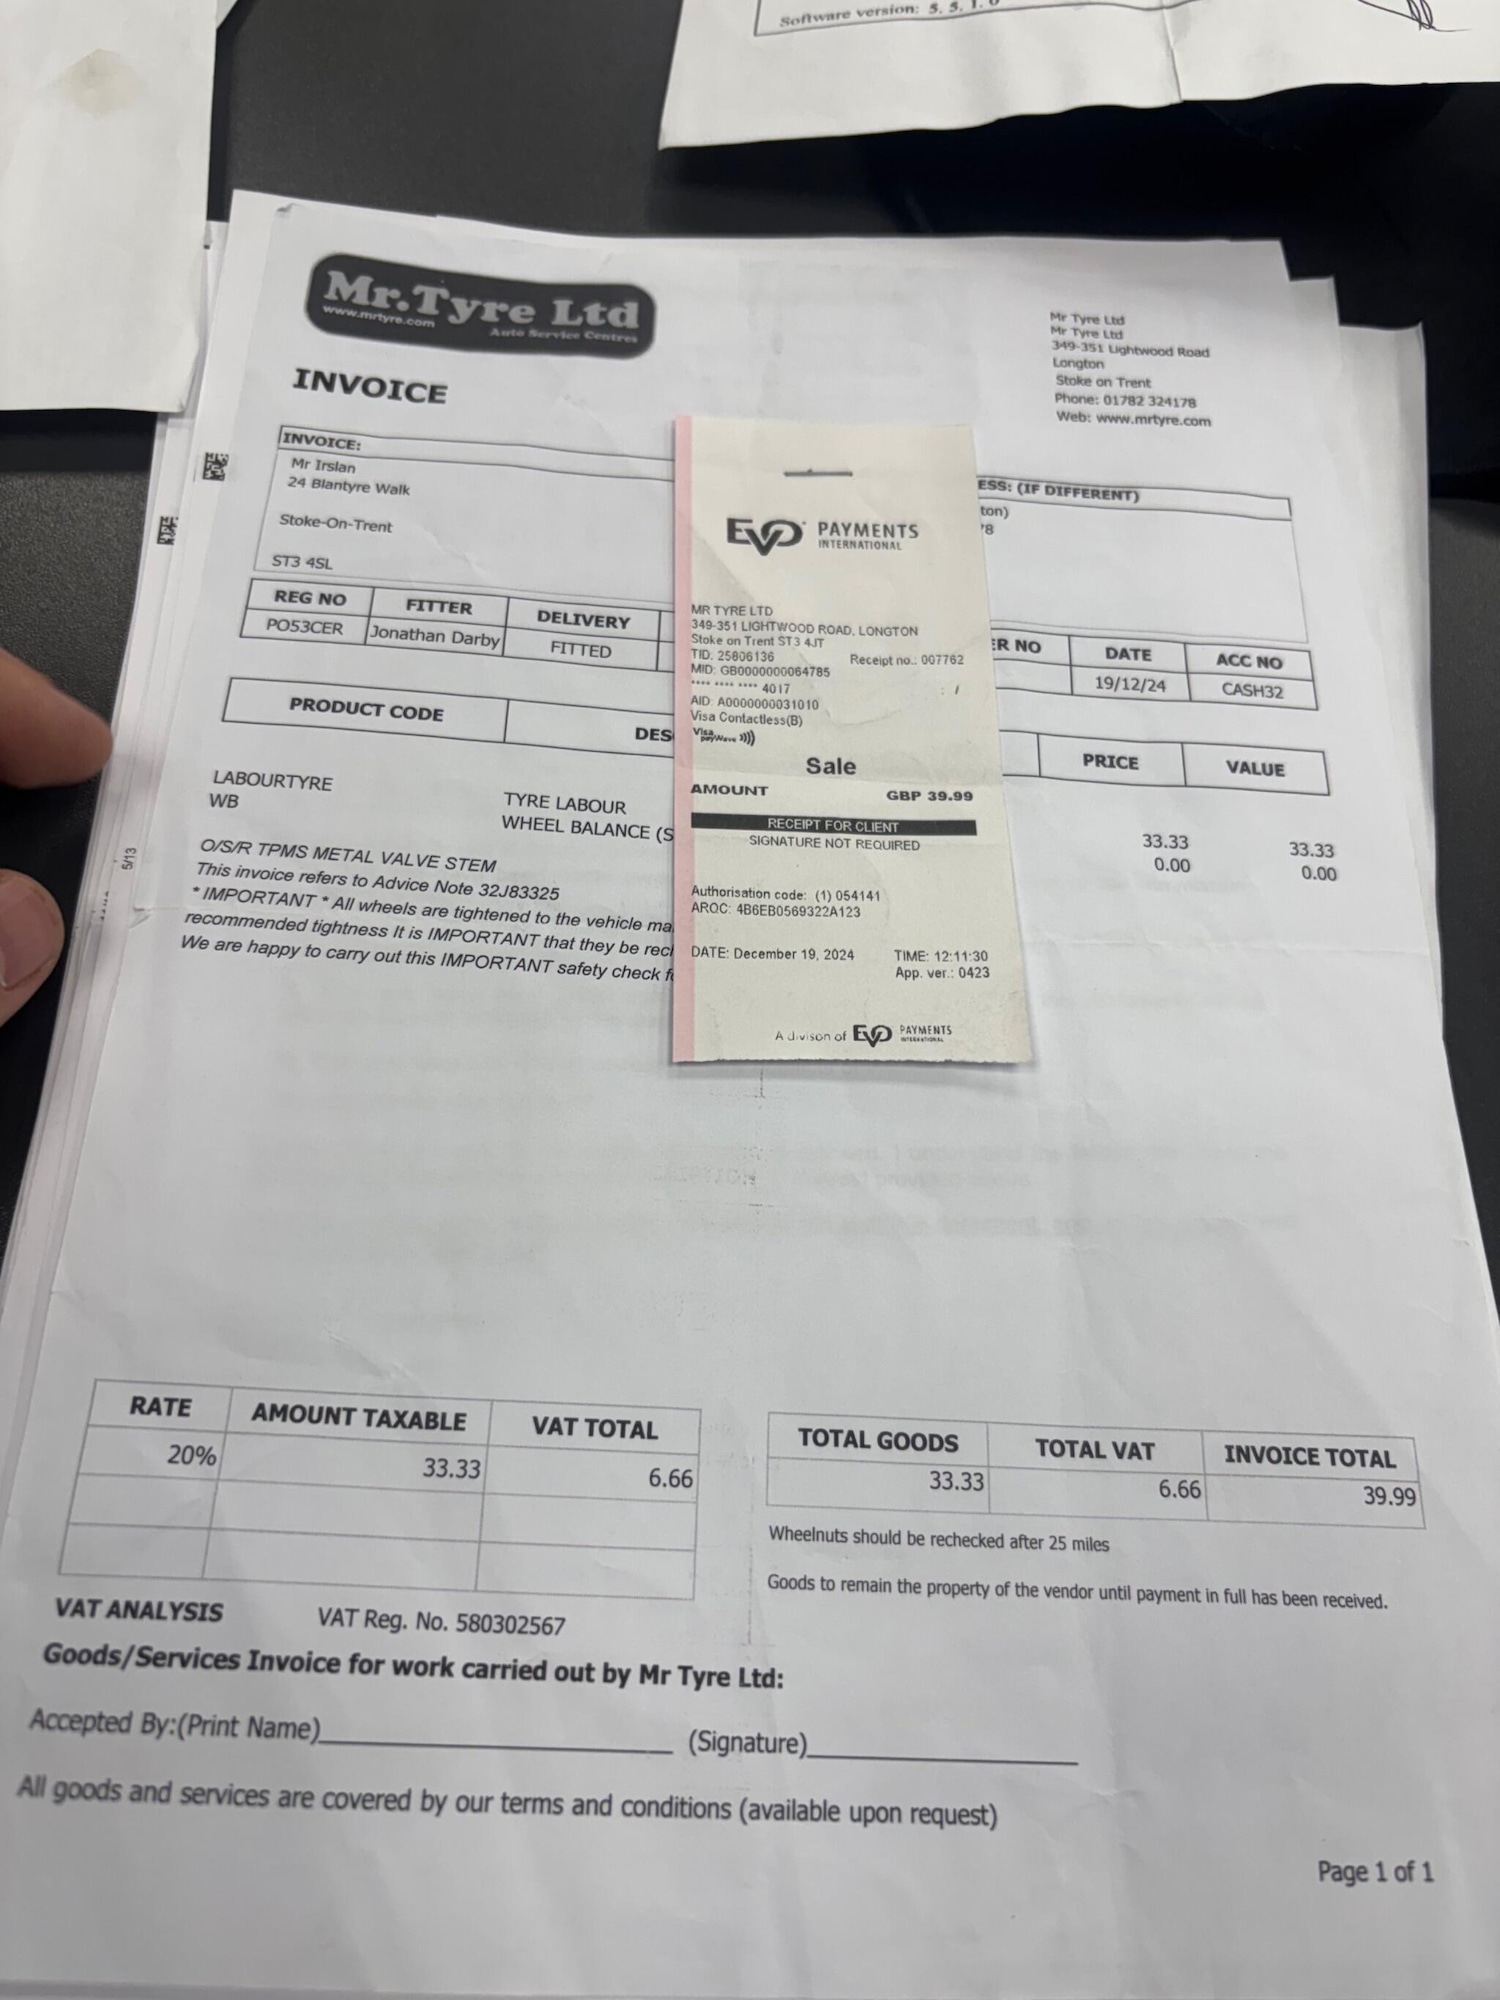 Software version: 5. 5. 1. 0
Mr.Tyre Ltd
www.mrtyre.com
Auto Service Centres
INVOICE
Mr Tyre Ltd
Mr Tyre Ltd
349-351 Lightwood Road
Longton
Stoke on Trent
Phone: 01782 324178
Web: www.mrtyre.com
INVOICE:
Mr Irslan
24 Blantyre Walk
Stoke-On-Trent
ST3 4SL
ESS: (IF DIFFERENT)
ton)
'8
REG NO FITTER DELIVERY ER NO DATE ACC NO
PO53CER Jonathan Darby FITTED 19/12/24 CASH32
PRODUCT CODE DES PRICE VALUE
LABOURTYRE TYRE LABOUR 33.33 33.33
WB WHEEL BALANCE (S 0.00 0.00
O/S/R TPMS METAL VALVE STEM
This invoice refers to Advice Note 32J83325
* IMPORTANT * All wheels are tightened to the vehicle ma
recommended tightness It is IMPORTANT that they be rec
We are happy to carry out this IMPORTANT safety check f
5/13
EVO PAYMENTS
INTERNATIONAL
MR TYRE LTD
349-351 LIGHTWOOD ROAD, LONGTON
Stoke on Trent ST3 4JT
TID: 25806136 Receipt no.: 007762
MID: GB0000000064785
**** **** **** 4017 : /
AID: A0000000031010
Visa Contactless(B)
Visa payWave
Sale
AMOUNT GBP 39.99
RECEIPT FOR CLIENT
SIGNATURE NOT REQUIRED
Authorisation code: (1) 054141
ARQC: 4B6EB0569322A123
DATE: December 19, 2024 TIME: 12:11:30
App. ver.: 0423
A divison of EVO PAYMENTS
INTERNATIONAL
RATE AMOUNT TAXABLE VAT TOTAL
20% 33.33 6.66
TOTAL GOODS TOTAL VAT INVOICE TOTAL
33.33 6.66 39.99
Wheelnuts should be rechecked after 25 miles
Goods to remain the property of the vendor until payment in full has been received.
VAT ANALYSIS VAT Reg. No. 580302567
Goods/Services Invoice for work carried out by Mr Tyre Ltd:
Accepted By:(Print Name) (Signature)
All goods and services are covered by our terms and conditions (available upon request)
Page 1 of 1